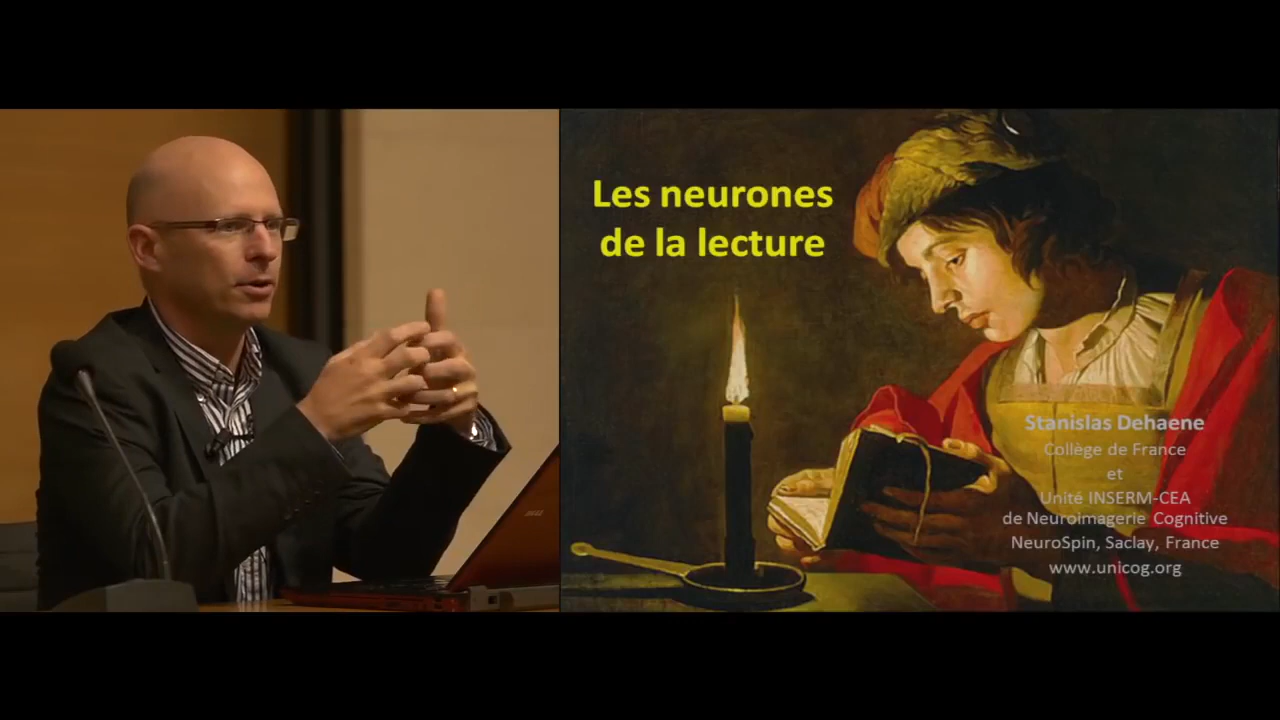 Les neurones
de la lecture
Stanislas Dehaene
Collège de France
et
Unité INSERM-CEA
de Neuroimagerie Cognitive
NeuroSpin, Saclay, France
www.unicog.org